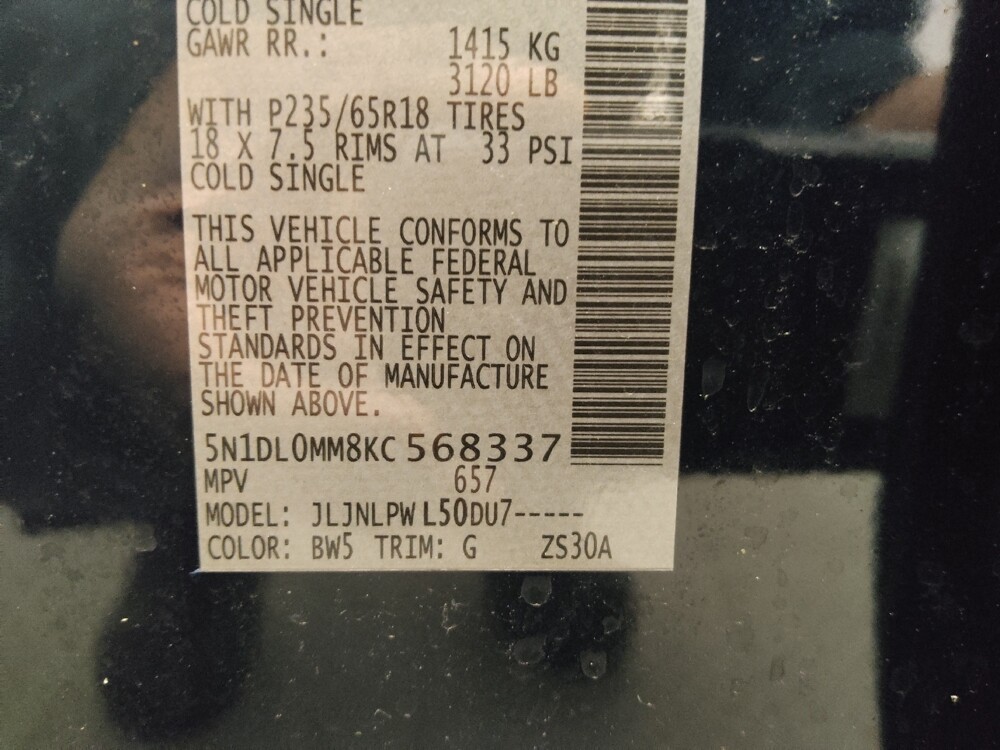 COLD SINGLE
GAWR RR.: 1415 KG
3120 LB
WITH P235/65R18 TIRES
18 X 7.5 RIMS AT 33 PSI
COLD SINGLE
THIS VEHICLE CONFORMS TO
ALL APPLICABLE FEDERAL
MOTOR VEHICLE SAFETY AND
THEFT PREVENTION
STANDARDS IN EFFECT ON
THE DATE OF MANUFACTURE
SHOWN ABOVE.
5N1DL0MM8KC 568337
MPV 657
MODEL: JLJNLPW L50DU7-----
COLOR: BW5 TRIM: G ZS30A